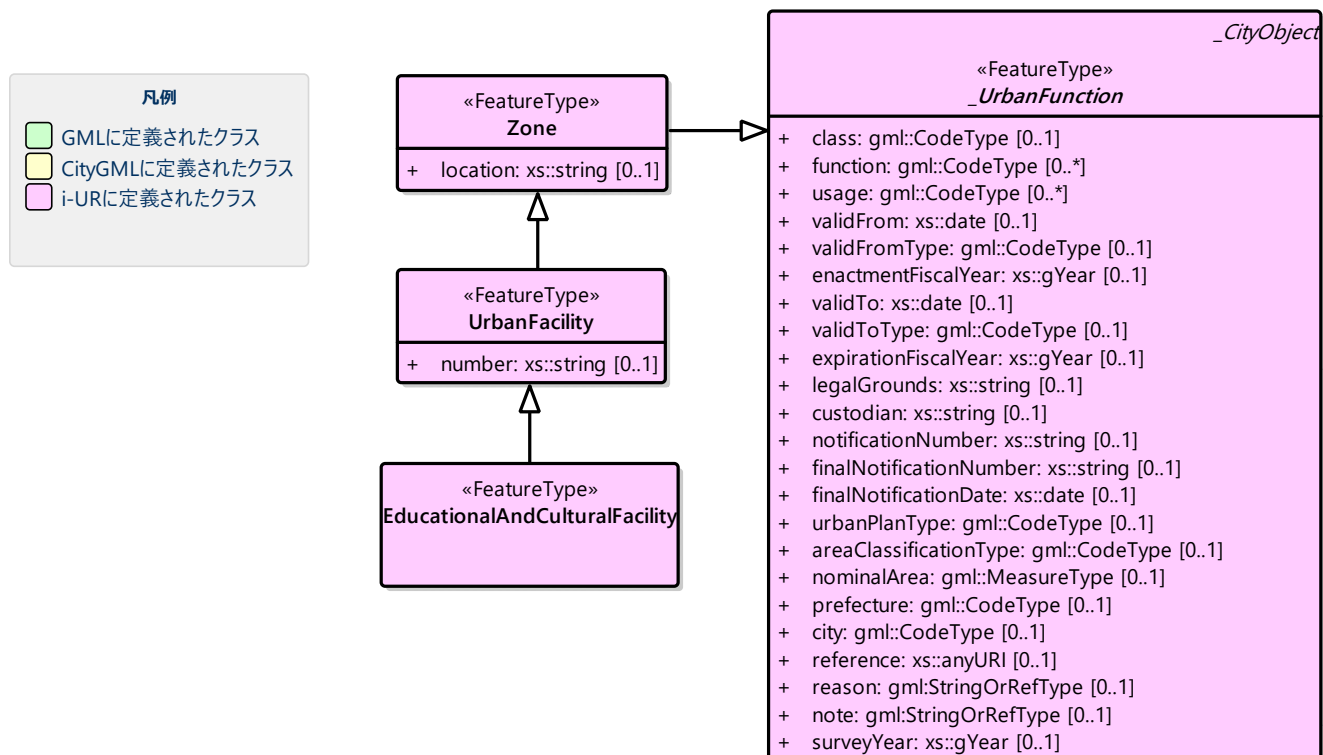 凡例
GMLに定義されたクラス
CityGMLに定義されたクラス
i-URに定義されたクラス
«FeatureType»
Zone
+ location: xs::string [0..1]
«FeatureType»
UrbanFacility
+ number: xs::string [0..1]
«FeatureType»
EducationalAndCulturalFacility
_CityObject
«FeatureType»
_UrbanFunction
+ class: gml::CodeType [0..1]
+ function: gml::CodeType [0..*]
+ usage: gml::CodeType [0..*]
+ validFrom: xs::date [0..1]
+ validFromType: gml::CodeType [0..1]
+ enactmentFiscalYear: xs::gYear [0..1]
+ validTo: xs::date [0..1]
+ validToType: gml::CodeType [0..1]
+ expirationFiscalYear: xs::gYear [0..1]
+ legalGrounds: xs::string [0..1]
+ custodian: xs::string [0..1]
+ notificationNumber: xs::string [0..1]
+ finalNotificationNumber: xs::string [0..1]
+ finalNotificationDate: xs::date [0..1]
+ urbanPlanType: gml::CodeType [0..1]
+ areaClassificationType: gml::CodeType [0..1]
+ nominalArea: gml::MeasureType [0..1]
+ prefecture: gml::CodeType [0..1]
+ city: gml::CodeType [0..1]
+ reference: xs::anyURI [0..1]
+ reason: gml:StringOrRefType [0..1]
+ note: gml:StringOrRefType [0..1]
+ surveyYear: xs::gYear [0..1]